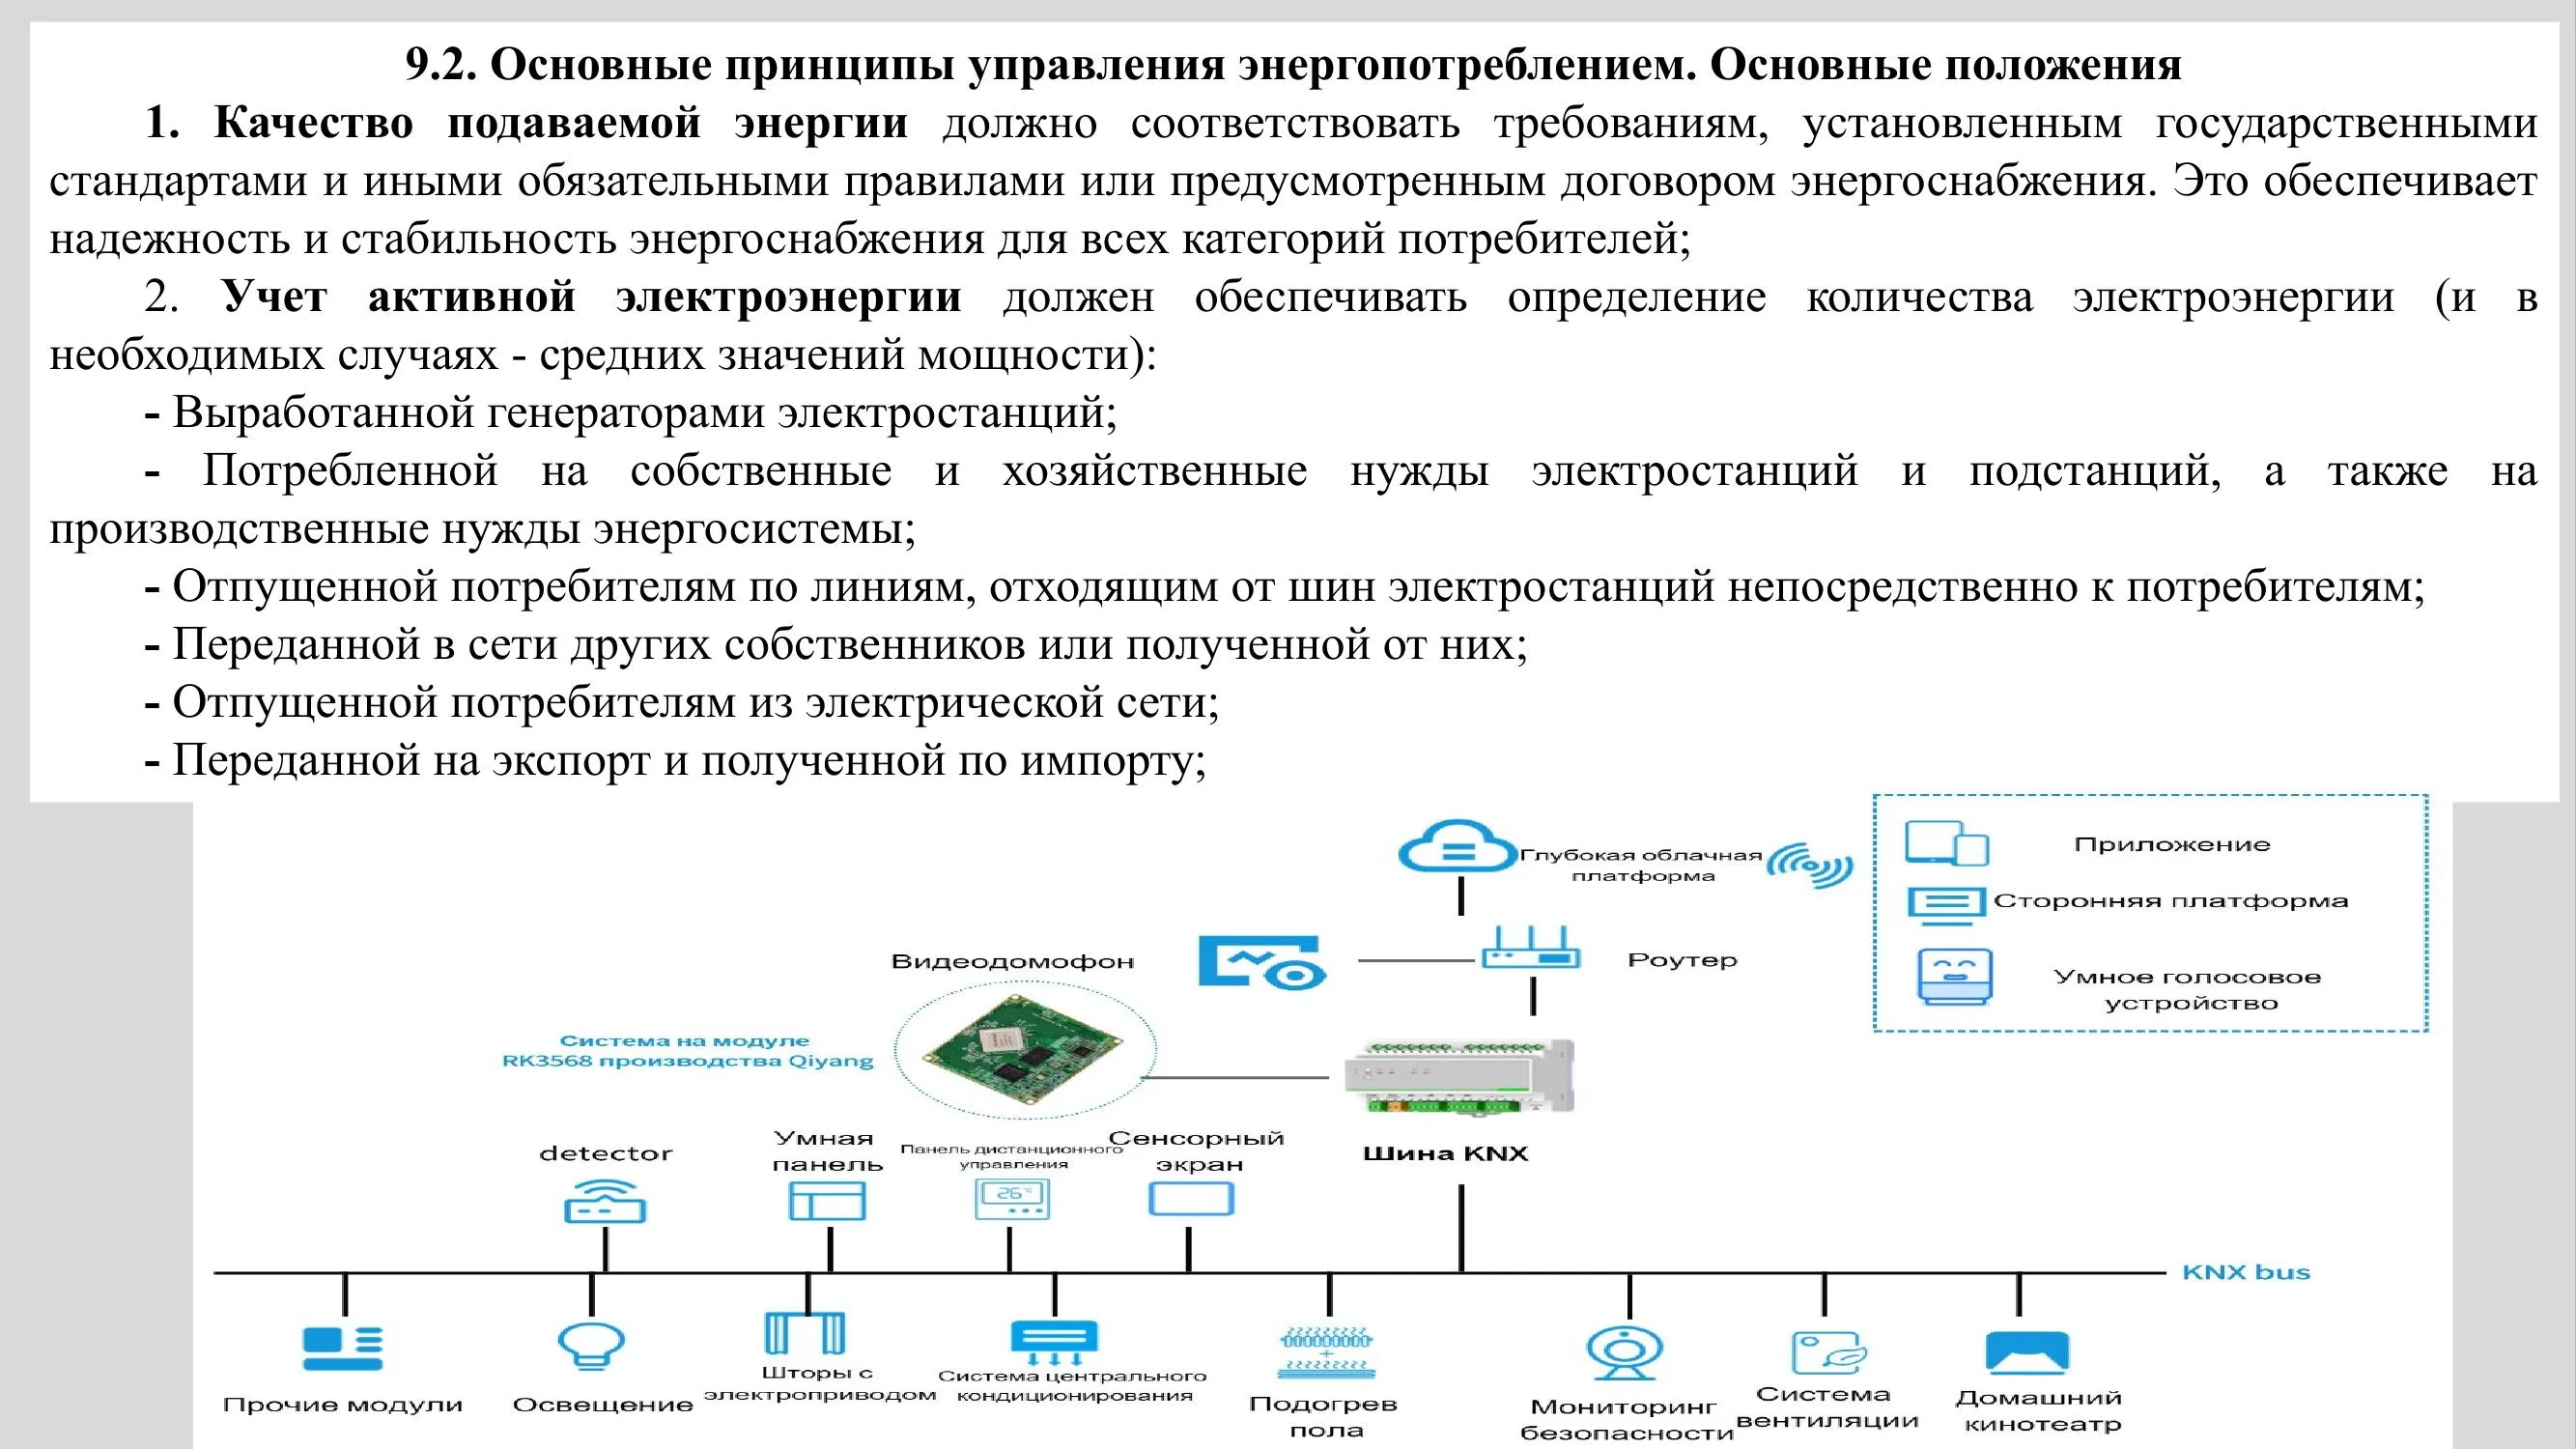 9.2. Основные принципы управления энергопотреблением. Основные положения
1. Качество подаваемой энергии должно соответствовать требованиям, установленным государственными
стандартами и иными обязательными правилами или предусмотренным договором энергоснабжения. Это обеспечивает
надежность и стабильность энергоснабжения для всех категорий потребителей;
2. Учет активной электроэнергии должен обеспечивать определение количества электроэнергии (и в
необходимых случаях - средних значений мощности):
- Выработанной генераторами электростанций;
- Потребленной на собственные и хозяйственные нужды электростанций и подстанций, а также на
производственные нужды энергосистемы;
- Отпущенной потребителям по линиям, отходящим от шин электростанций непосредственно к потребителям;
- Переданной в сети других собственников или полученной от них;
- Отпущенной потребителям из электрической сети;
- Переданной на экспорт и полученной по импорту;
Глубокая облачная
платформа
Приложение
Сторонняя платформа
Умное голосовое
устройство
Роутер
Видеодомофон
Система на модуле
RK3568 производства Qiyang
Шина KNX
detector
Умная
панель
Панель дистанционного
управления
26°
Сенсорный
экран
KNX bus
Прочие модули
Освещение
Шторы с
электроприводом
Система центрального
кондиционирования
Подогрев
пола
Мониторинг
безопасности
Система
вентиляции
Домашний
кинотеатр